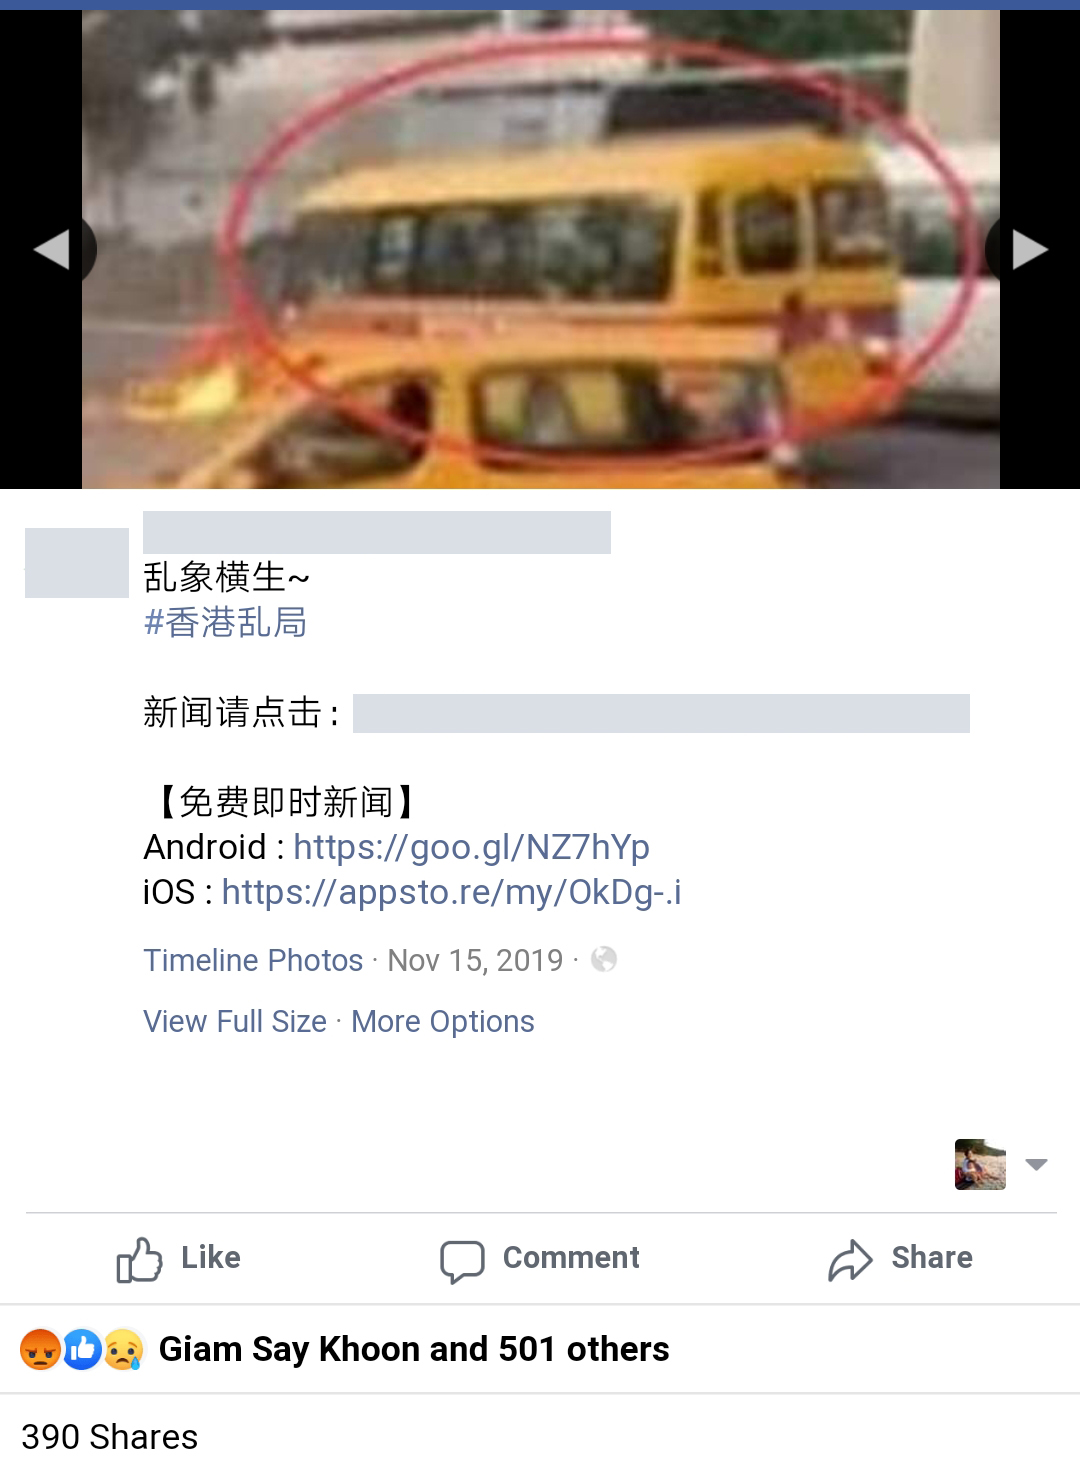 乱象横生~
#香港乱局
新闻请点击:
【免费即时新闻】
Android : https://goo.gl/NZ7hYp
iOS : https://appsto.re/my/OkDg-.i
Timeline Photos · Nov 15, 2019 ·
View Full Size · More Options
Like Comment Share
Giam Say Khoon and 501 others
390 Shares